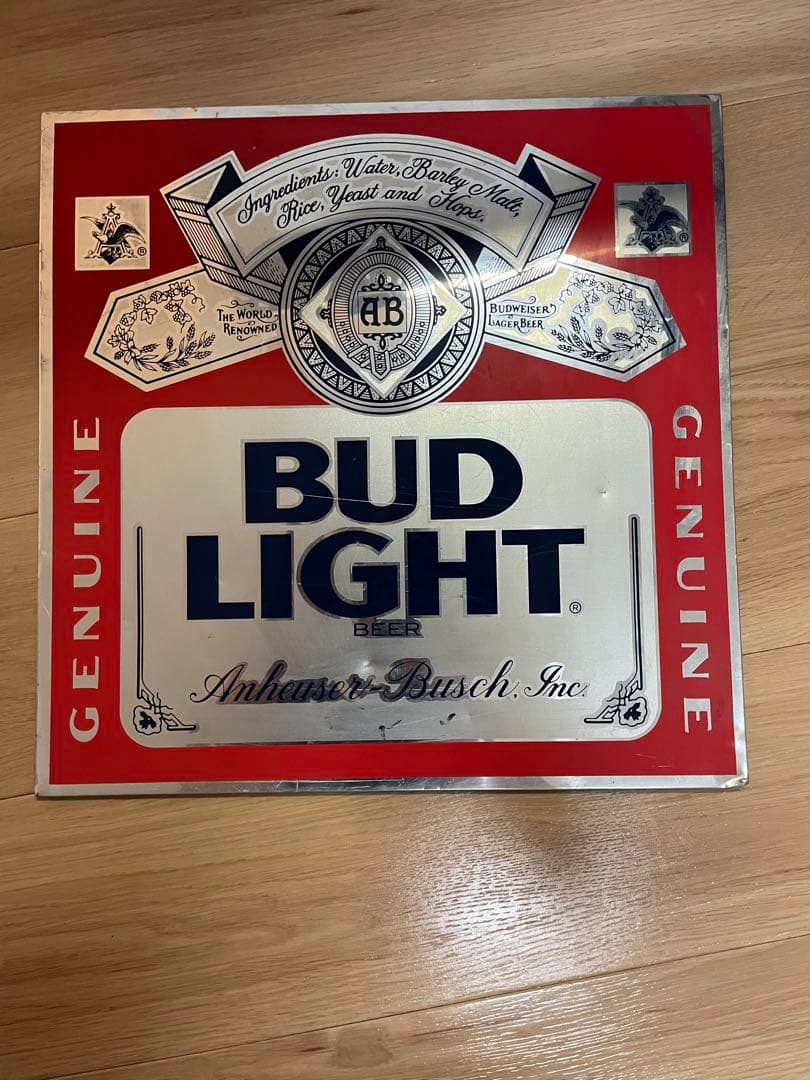 Ingredients: Water, Barley Malt,
Rice, Yeast and Hops.
®
®
THE WORLD
RENOWNED
AB
BUDWEISER
LAGER BEER
GENUINE
GENUINE
BUD
LIGHT®
BEER
Anheuser-Busch, Inc.